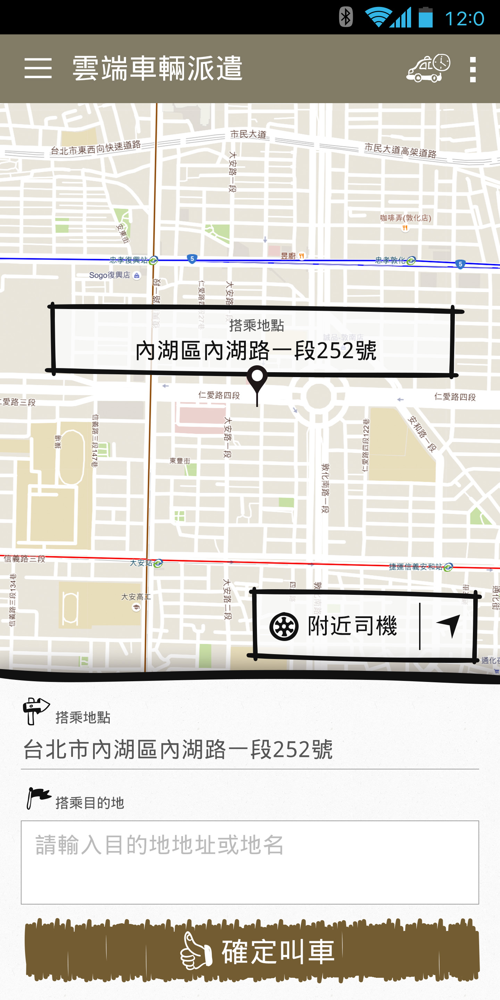 12:0
雲端車輛派遣
市民大道
台北市東西向快速道路
市民大道高架道路
大安路一段
咖啡弄(敦化店)
安東街
昱廚
忠孝復興站
5
忠孝敦化
5
Sogo復興店
復興南路一段
仁愛路四段27巷
大安路一段
搭乘地點
誠品-敦南店
內湖區內湖路一段252號
仁愛路四段
仁愛路四段
仁愛路三段
信義路三段147巷
大安路一段
仁愛路四段122巷
安和路一段
操場
東豐街
敦化南路一段
信義路三段
大安站
捷運信義安和站
信義路三段134巷
大安路二段
通化街
大安高工
附近司機
通化夜
搭乘地點
台北市內湖區內湖路一段252號
搭乘目的地
請輸入目的地地址或地名
確定叫車